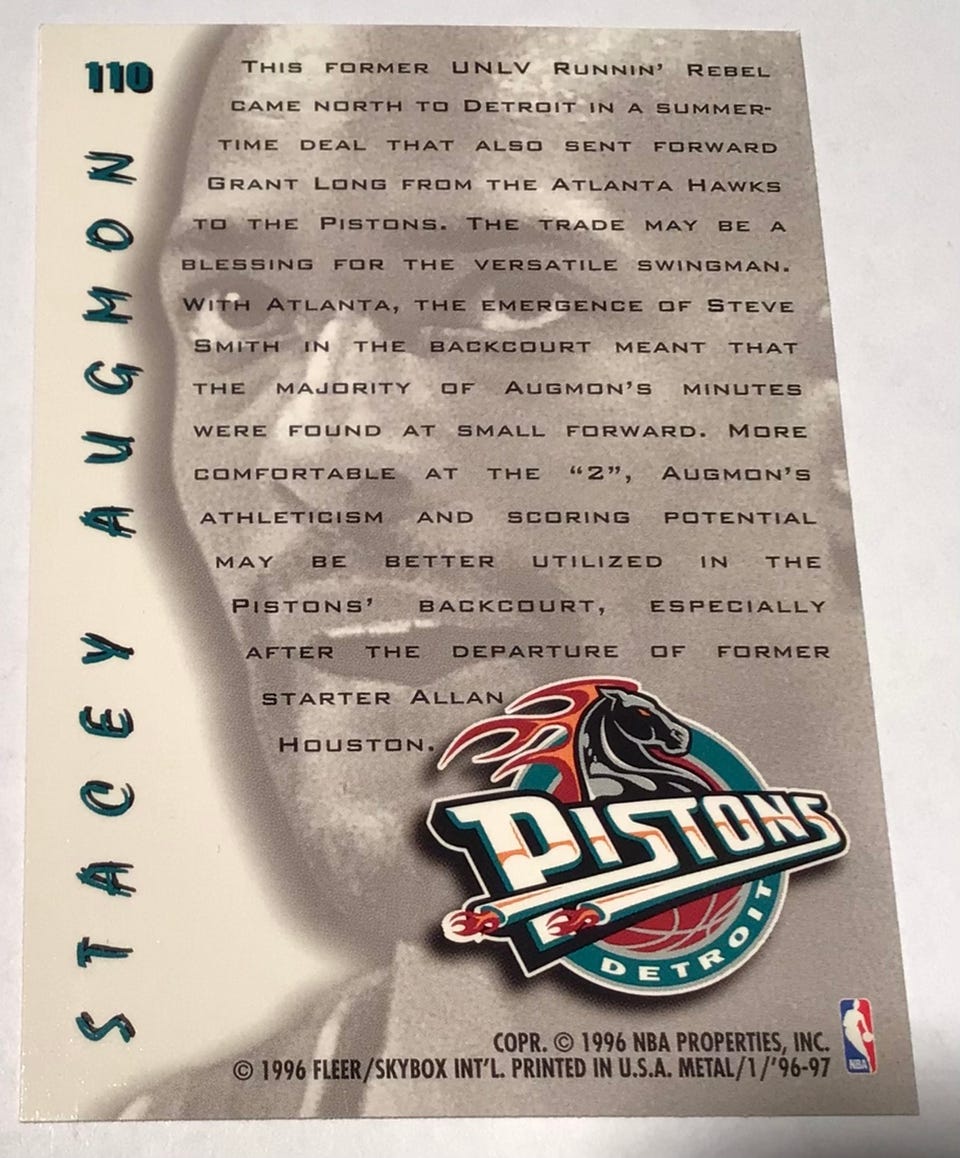 110
STACEY AUGMON
THIS FORMER UNLV RUNNIN' REBEL
CAME NORTH TO DETROIT IN A SUMMER-
TIME DEAL THAT ALSO SENT FORWARD
GRANT LONG FROM THE ATLANTA HAWKS
TO THE PISTONS. THE TRADE MAY BE A
BLESSING FOR THE VERSATILE SWINGMAN.
WITH ATLANTA, THE EMERGENCE OF STEVE
SMITH IN THE BACKCOURT MEANT THAT
THE MAJORITY OF AUGMON'S MINUTES
WERE FOUND AT SMALL FORWARD. MORE
COMFORTABLE AT THE “2”, AUGMON'S
ATHLETICISM AND SCORING POTENTIAL
MAY BE BETTER UTILIZED IN THE
PISTONS' BACKCOURT, ESPECIALLY
AFTER THE DEPARTURE OF FORMER
STARTER ALLAN
HOUSTON.
PISTONS
DETROIT
COPR. © 1996 NBA PROPERTIES, INC.
© 1996 FLEER/SKYBOX INT'L. PRINTED IN U.S.A. METAL/1/'96-97
NBA